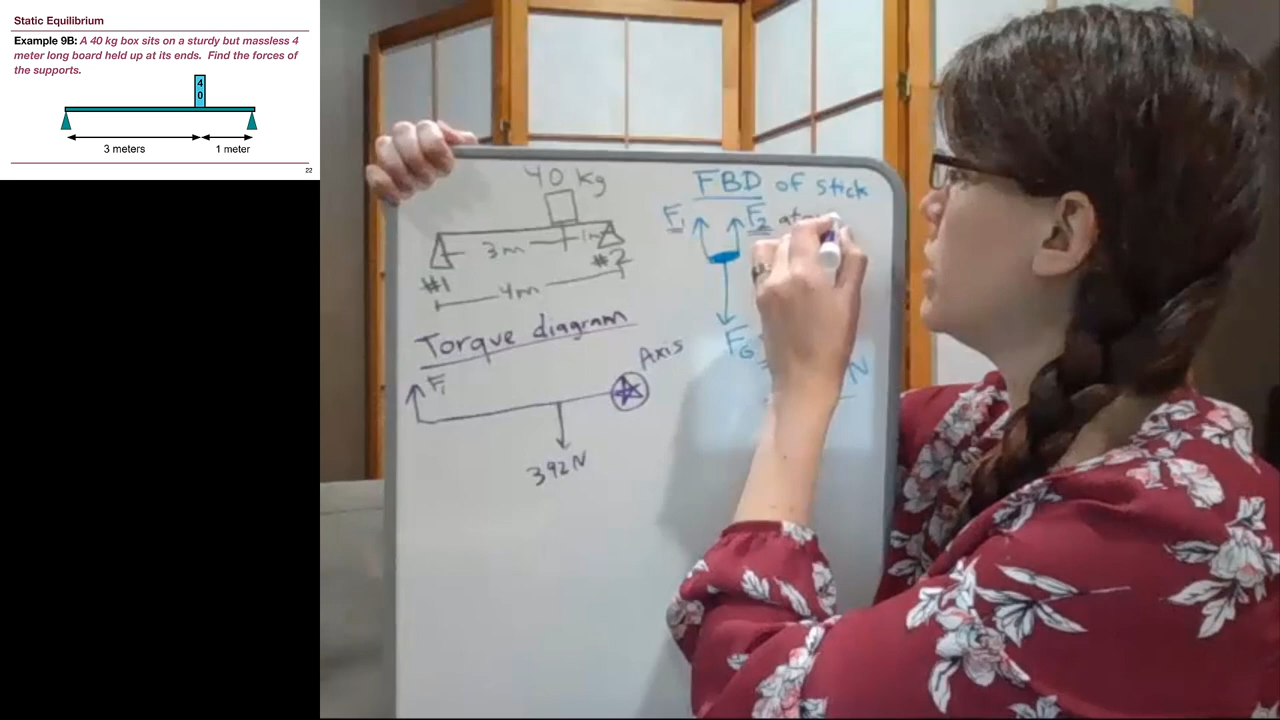 Static Equilibrium
Example 9B: A 40 kg box sits on a sturdy but massless 4
meter long board held up at its ends. Find the forces of
the supports.
4
0
3 meters
1 meter
22
40 kg
3m
1m
#1
#2
4m
Torque diagram
F₁
Axis
392N
FBD of stick
F₁
F₂
F_G
N